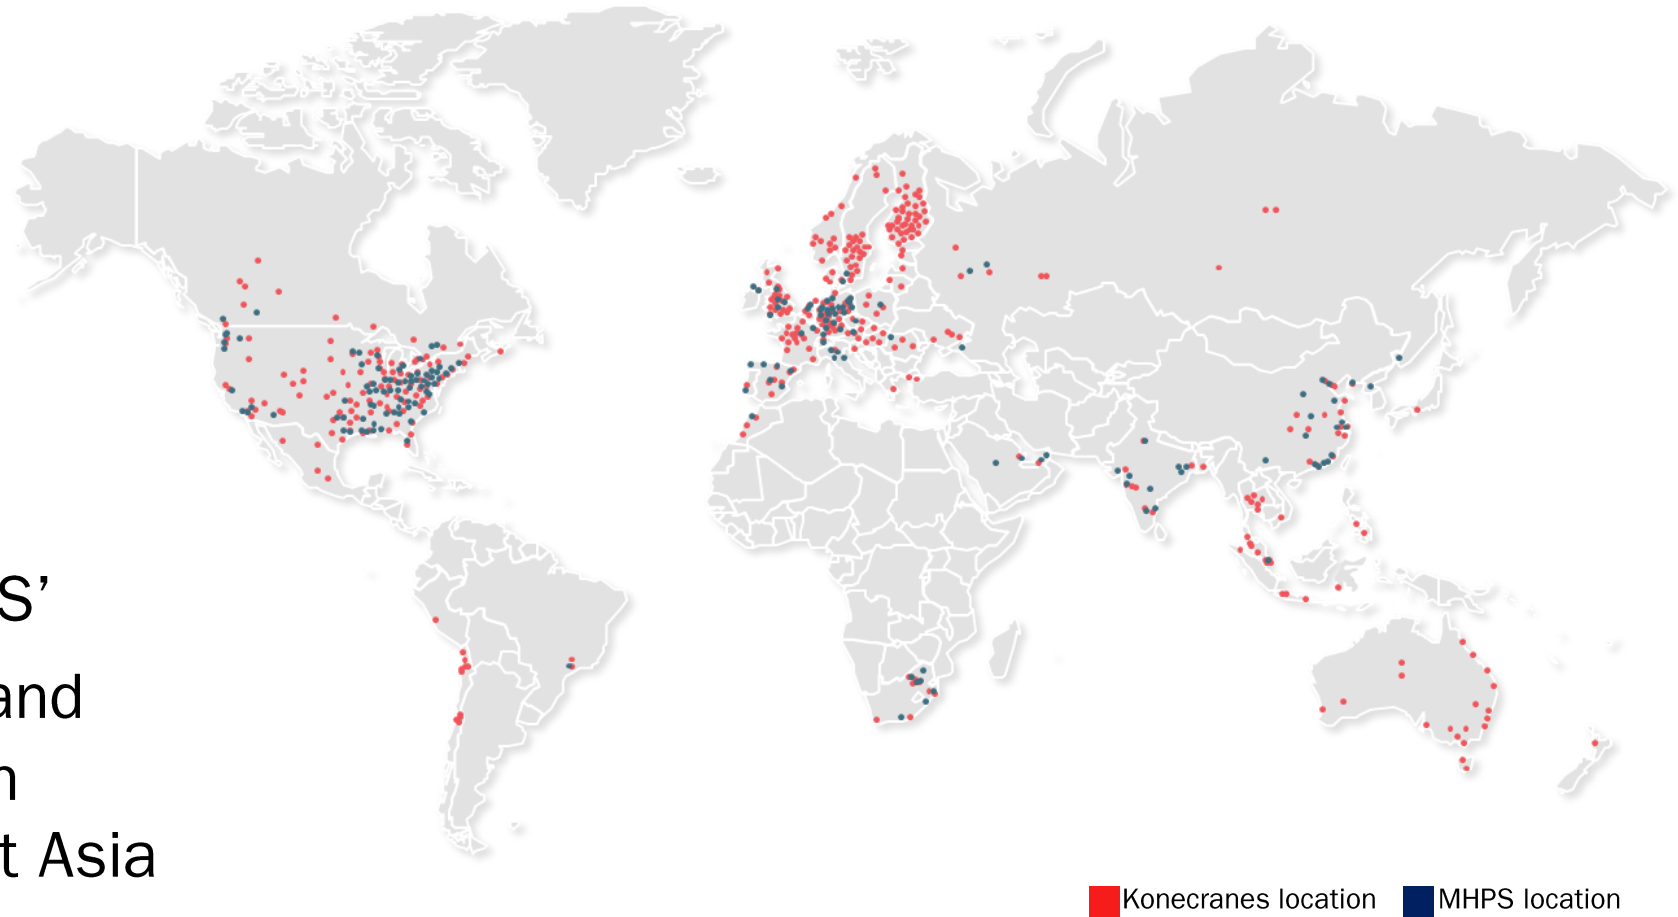 S’
and
n
t Asia
Konecranes location
MHPS location